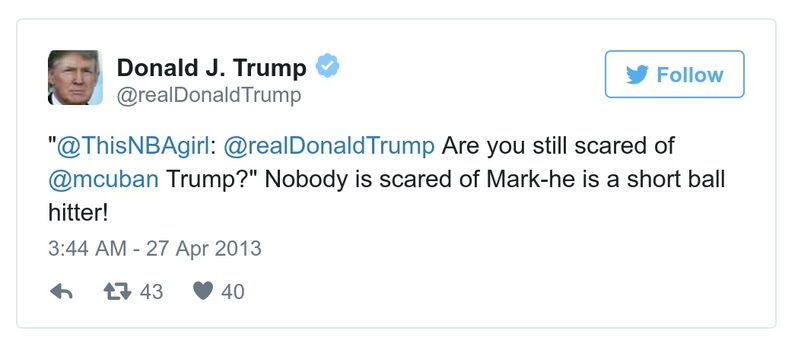 Donald J. Trump
@realDonaldTrump
Follow
"@ThisNBAgirl: @realDonaldTrump Are you still scared of
@mcuban Trump?" Nobody is scared of Mark-he is a short ball
hitter!
3:44 AM - 27 Apr 2013
43 40